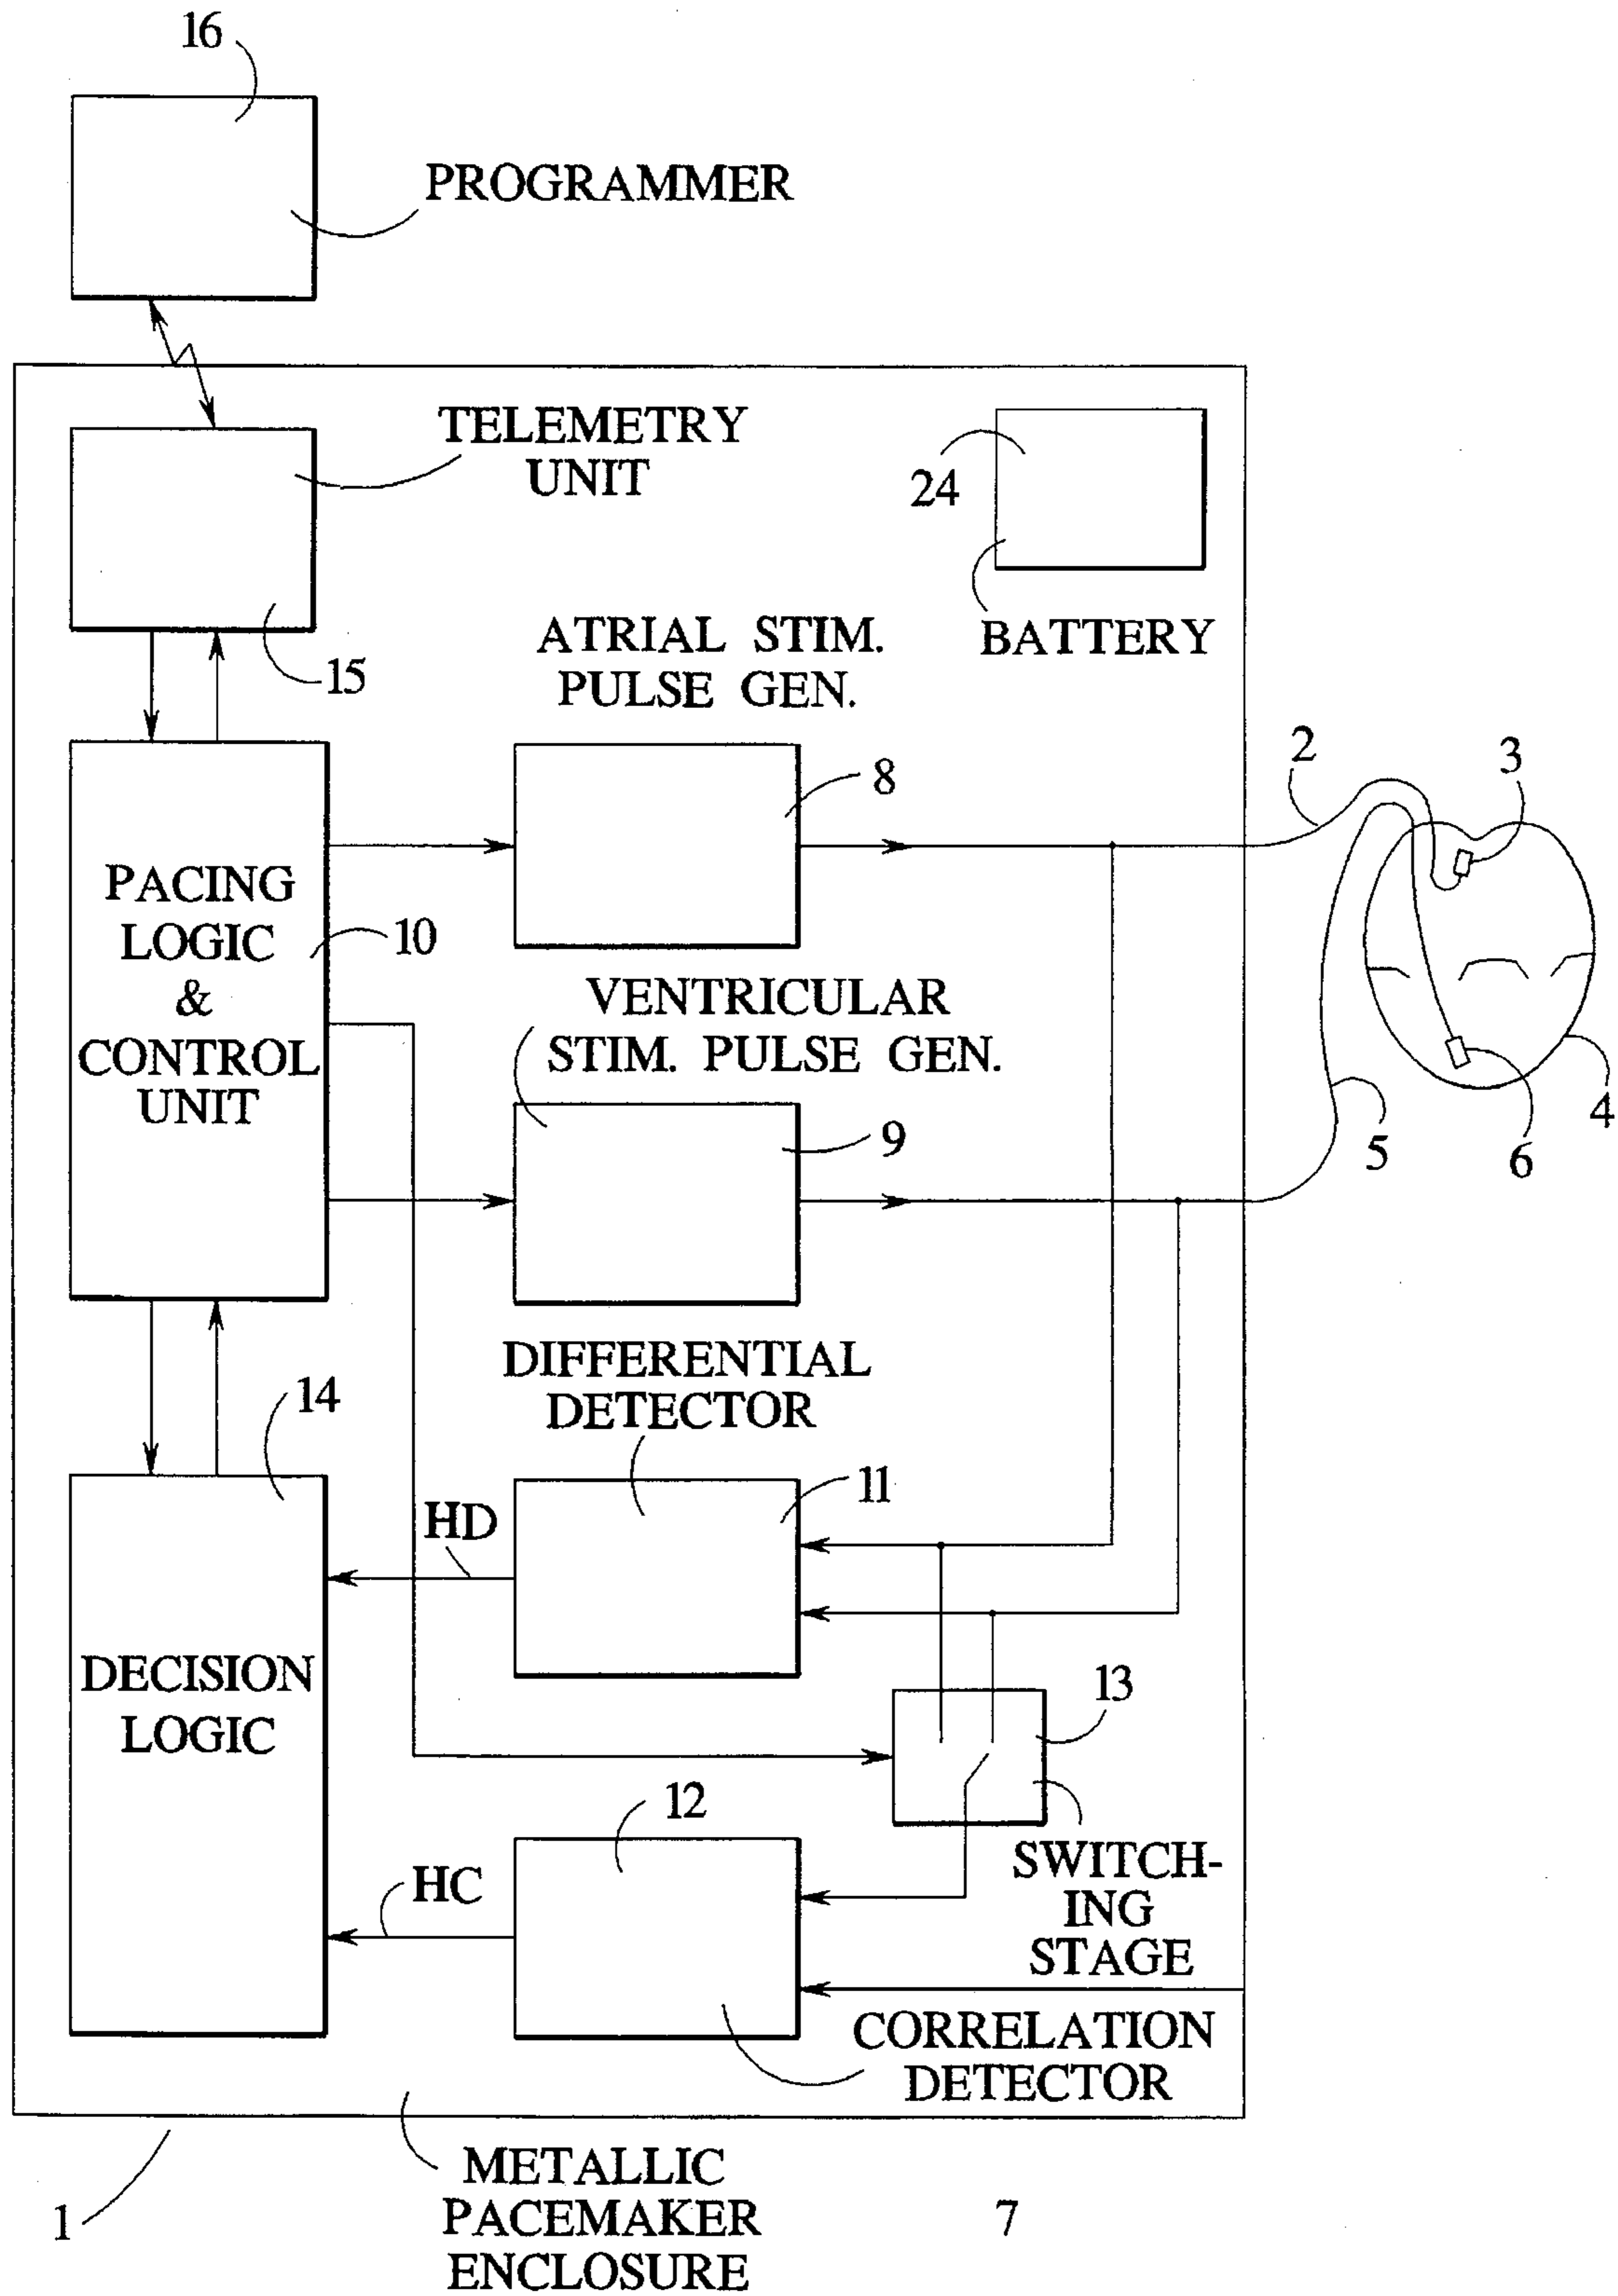 16
PROGRAMMER
TELEMETRY
UNIT
24
BATTERY
15
ATRIAL STIM.
PULSE GEN.
8
2
3
PACING
LOGIC
&
CONTROL
UNIT
10
VENTRICULAR
STIM. PULSE GEN.
9
5
6
4
DIFFERENTIAL
DETECTOR
14
11
HD
DECISION
LOGIC
13
12
SWITCH-
ING
STAGE
HC
CORRELATION
DETECTOR
METALLIC
PACEMAKER
ENCLOSURE
1
7